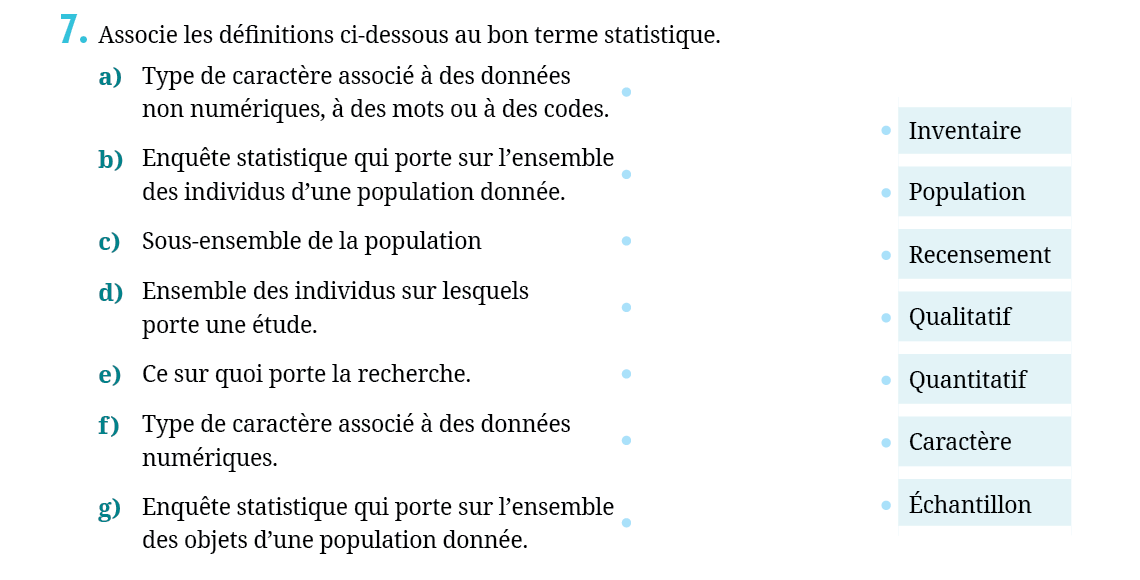 7. Associe les définitions ci-dessous au bon terme statistique.
a) Type de caractère associé à des données
non numériques, à des mots ou à des codes.
b) Enquête statistique qui porte sur l’ensemble
des individus d’une population donnée.
c) Sous-ensemble de la population
d) Ensemble des individus sur lesquels
porte une étude.
e) Ce sur quoi porte la recherche.
f) Type de caractère associé à des données
numériques.
g) Enquête statistique qui porte sur l’ensemble
des objets d’une population donnée.
Inventaire
Population
Recensement
Qualitatif
Quantitatif
Caractère
Échantillon